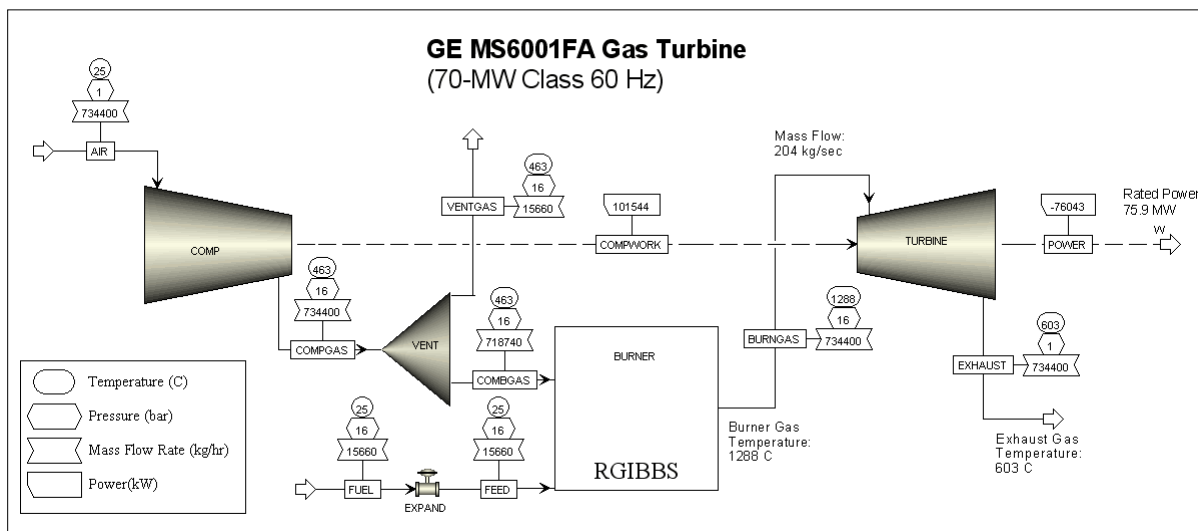 GE MS6001FA Gas Turbine
(70-MW Class 60 Hz)
25
1
734400
AIR
COMP
463
16
15660
VENTGAS
101544
COMPWORK
Mass Flow:
204 kg/sec
TURBINE
-76043
POWER
Rated Power
75.9 MW
W
463
16
734400
COMPGAS
VENT
463
16
718740
COMBGAS
BURNER
RGIBBS
1288
16
734400
BURNGAS
603
1
734400
EXHAUST
Burner Gas
Temperature:
1288 C
Exhaust Gas
Temperature:
603 C
25
16
15660
FUEL
EXPAND
25
16
15660
FEED
Temperature (C)
Pressure (bar)
Mass Flow Rate (kg/hr)
Power(kW)